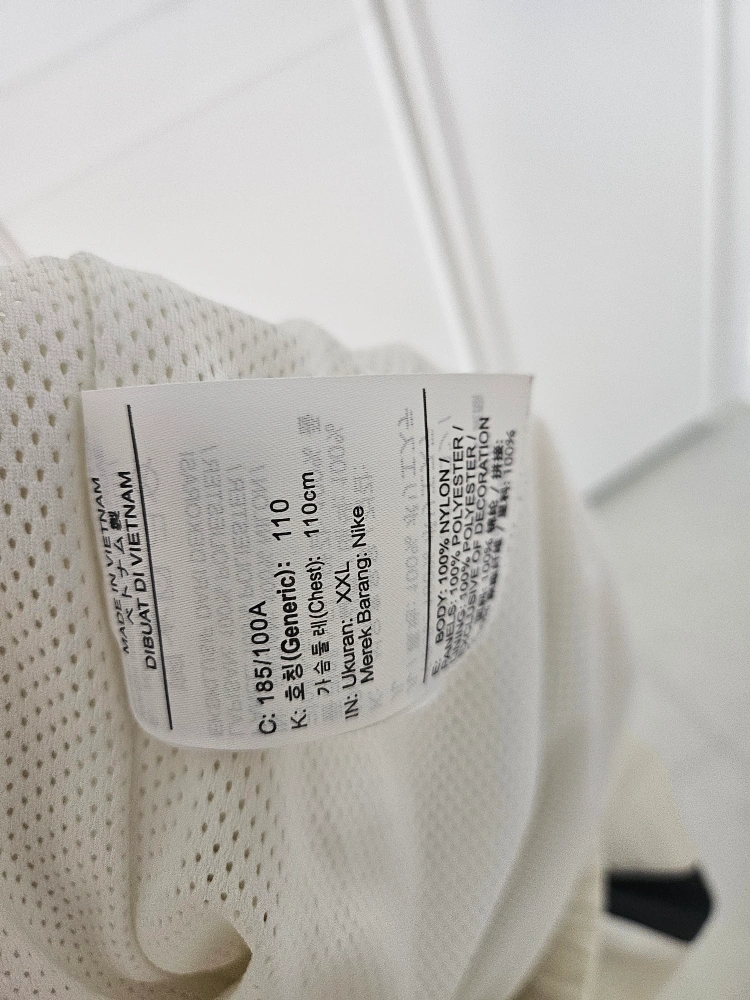 MADE IN VIETNAM
ベトナム製
DIBUAT DI VIETNAM
C: 185/100A
K: 호칭(Generic): 110
가슴둘레(Chest): 110cm
IN: Ukuran: XXL
Merek Barang: Nike
E: BODY: 100% NYLON /
PANELS: 100% POLYESTER /
100% POLYESTER /
EXCLUSIVE OF DECORATION
100%
100%